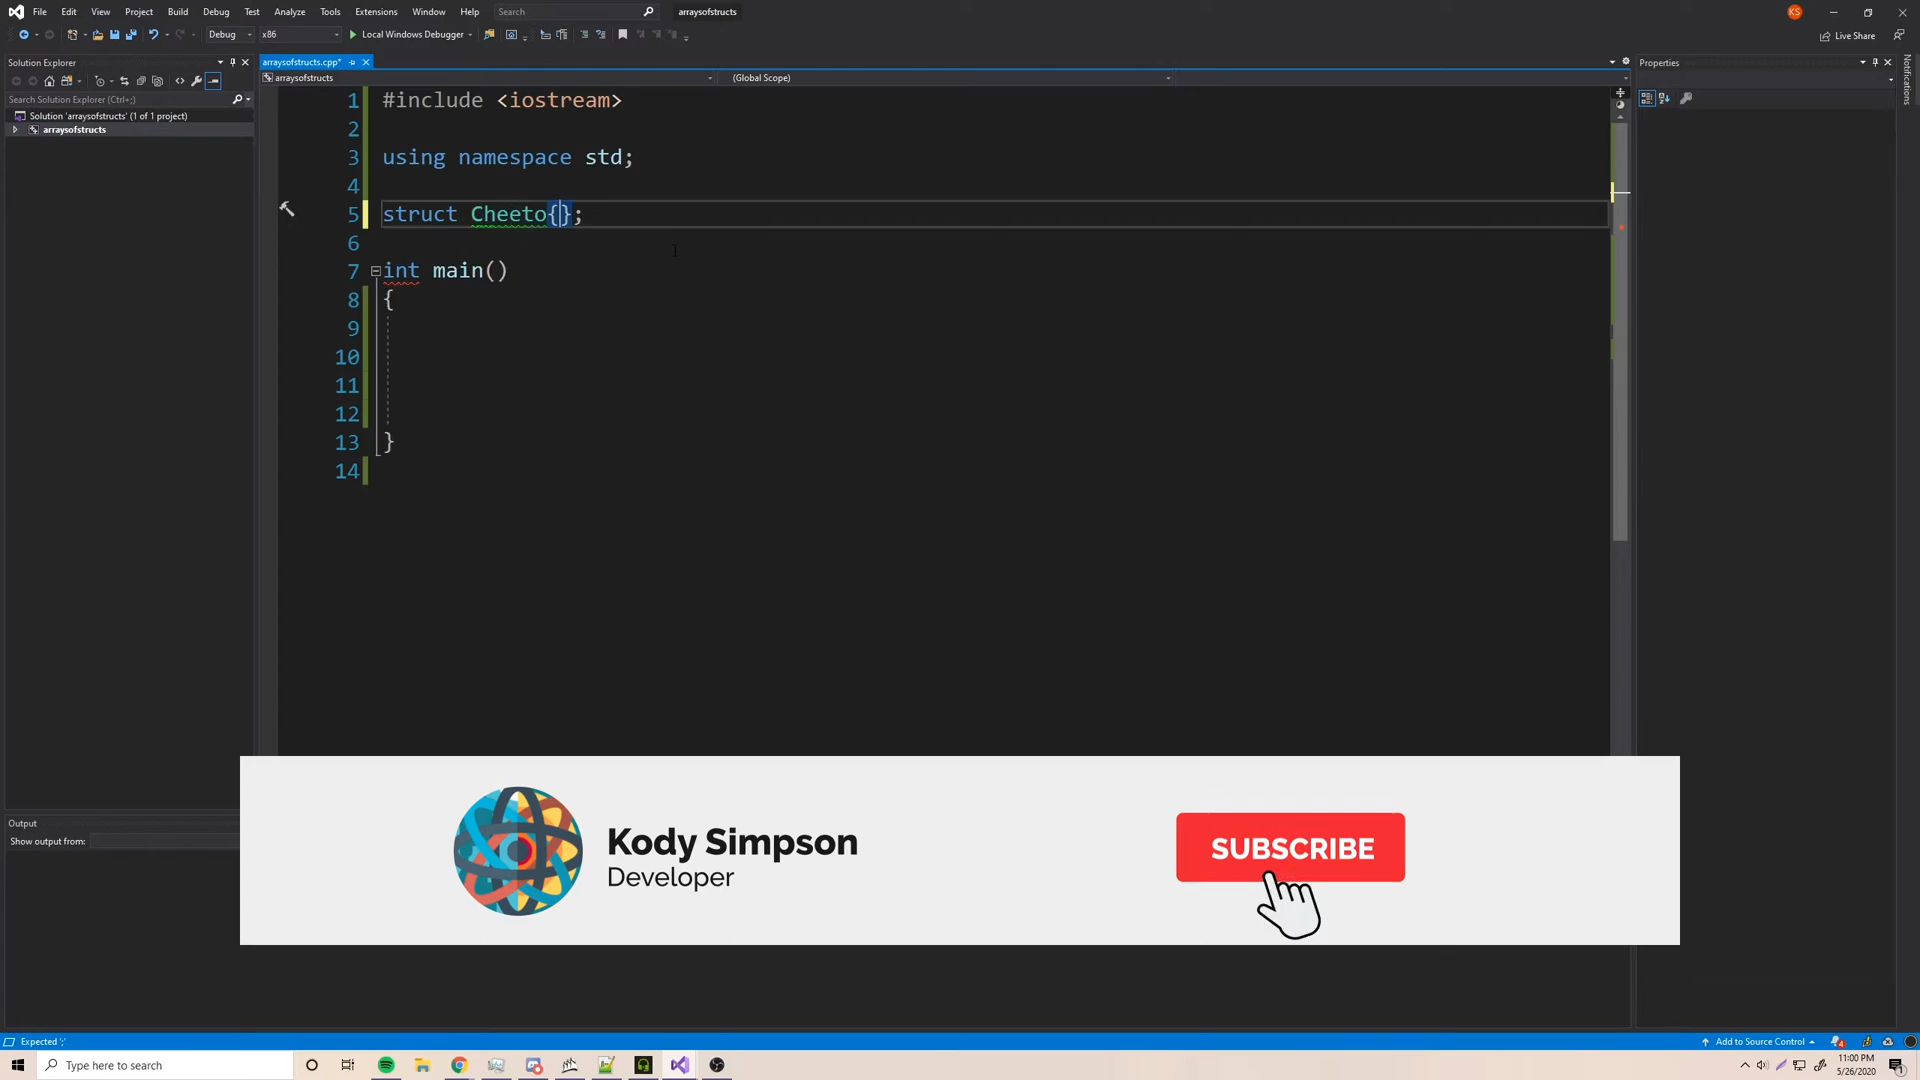 File Edit View Project Build Debug Test Analyze Tools Extensions Window Help Search arraysofstructs KS
Debug x86 Local Windows Debugger Live Share
Solution Explorer
Search Solution Explorer (Ctrl+;)
Solution 'arraysofstructs' (1 of 1 project)
arraysofstructs
arraysofstructs.cpp*
arraysofstructs (Global Scope)
Properties
Notifications
1 #include <iostream>
2
3 using namespace std;
4
5 struct Cheeto{};
6
7 int main()
8 {
9
10
11
12
13 }
14
Output
Show output from:
Kody Simpson
Developer
SUBSCRIBE
Expected ';' Add to Source Control 4
Type here to search
11:00 PM
5/26/2020
1